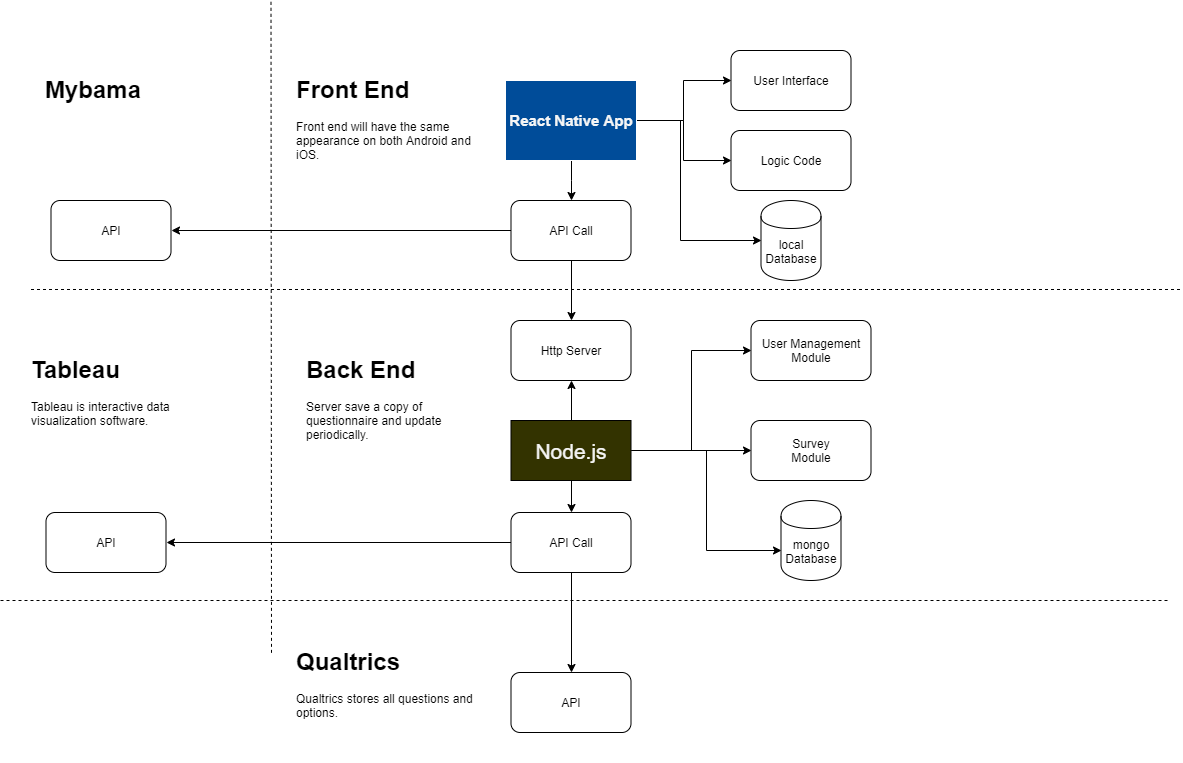 Mybama
Front End
Front end will have the same
appearance on both Android and
iOS.
React Native App
User Interface
Logic Code
local
Database
API
API Call
Http Server
Tableau
Tableau is interactive data
visualization software.
Back End
Server save a copy of
questionnaire and update
periodically.
Node.js
User Management
Module
Survey
Module
mongo
Database
API
API Call
Qualtrics
Qualtrics stores all questions and
options.
API